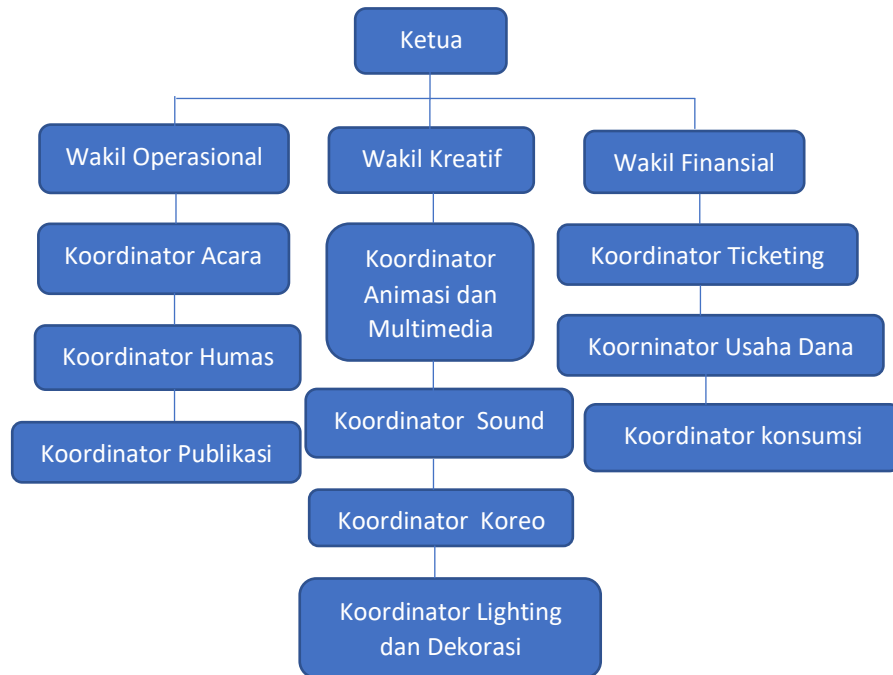 Ketua
Wakil Operasional
Wakil Kreatif
Wakil Finansial
Koordinator Acara
Koordinator
Animasi dan
Multimedia
Koordinator Ticketing
Koordinator Humas
Koorninator Usaha Dana
Koordinator Publikasi
Koordinator Sound
Koordinator konsumsi
Koordinator Koreo
Koordinator Lighting
dan Dekorasi